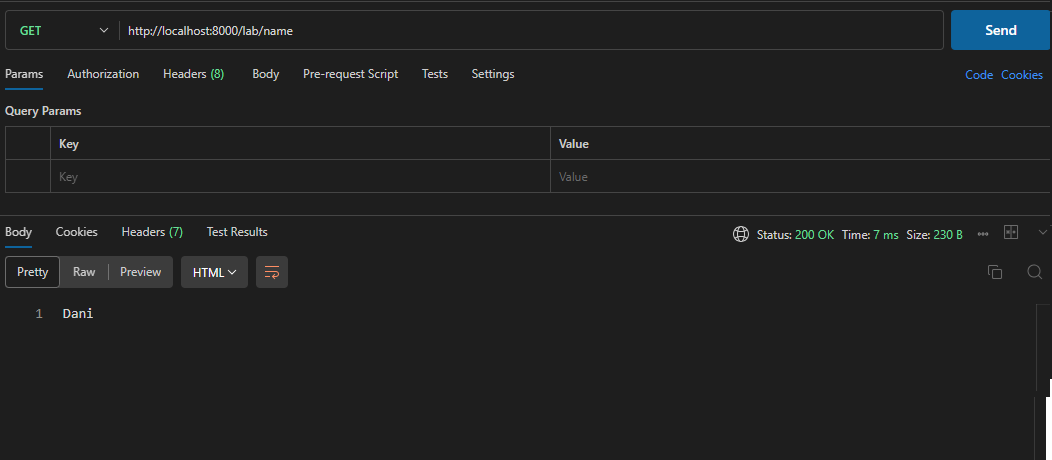 GET http://localhost:8000/lab/name Send
Params Authorization Headers (8) Body Pre-request Script Tests Settings Code Cookies
Query Params
Key Value
Key Value
Body Cookies Headers (7) Test Results Status: 200 OK Time: 7 ms Size: 230 B
Pretty Raw Preview HTML
1 Dani